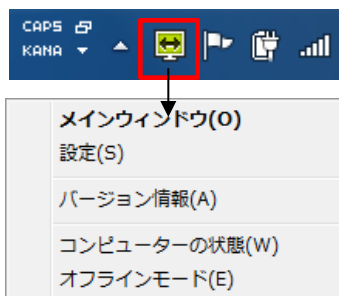 CAPS
KANA
メインウィンドウ(O)
設定(S)
バージョン情報(A)
コンピューターの状態(W)
オフラインモード(E)